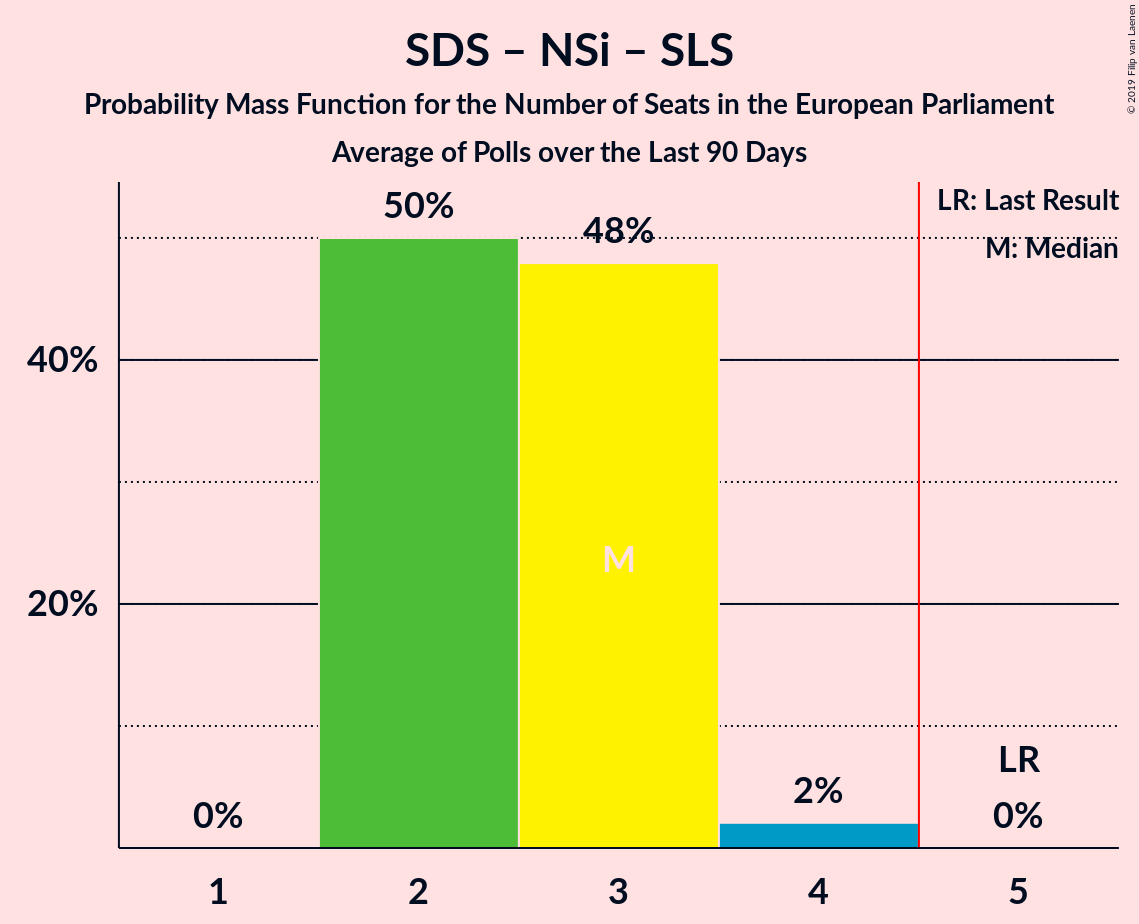 SDS – NSi – SLS
Probability Mass Function for the Number of Seats in the European Parliament
Average of Polls over the Last 90 Days
© 2019 Filip van Laenen
LR: Last Result
M: Median
50%
48%
40%
M
20%
LR
0%
2%
0%
1 2 3 4 5